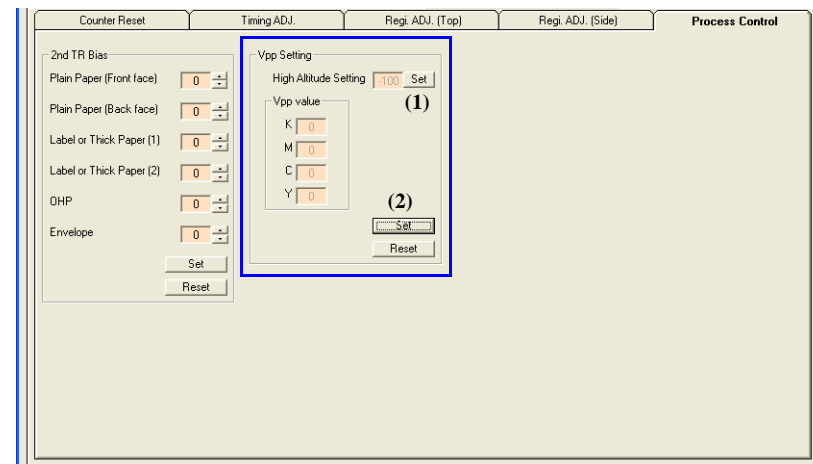 Counter Reset Timing ADJ. Regi. ADJ. (Top) Regi. ADJ. (Side) Process Control
2nd TR Bias
Plain Paper (Front face) 0
Plain Paper (Back face) 0
Label or Thick Paper (1) 0
Label or Thick Paper (2) 0
OHP 0
Envelope 0
Set
Reset
Vpp Setting
High Altitude Setting -100 Set
(1)
Vpp value
K 0
M 0
C 0
Y 0
(2)
Set
Reset